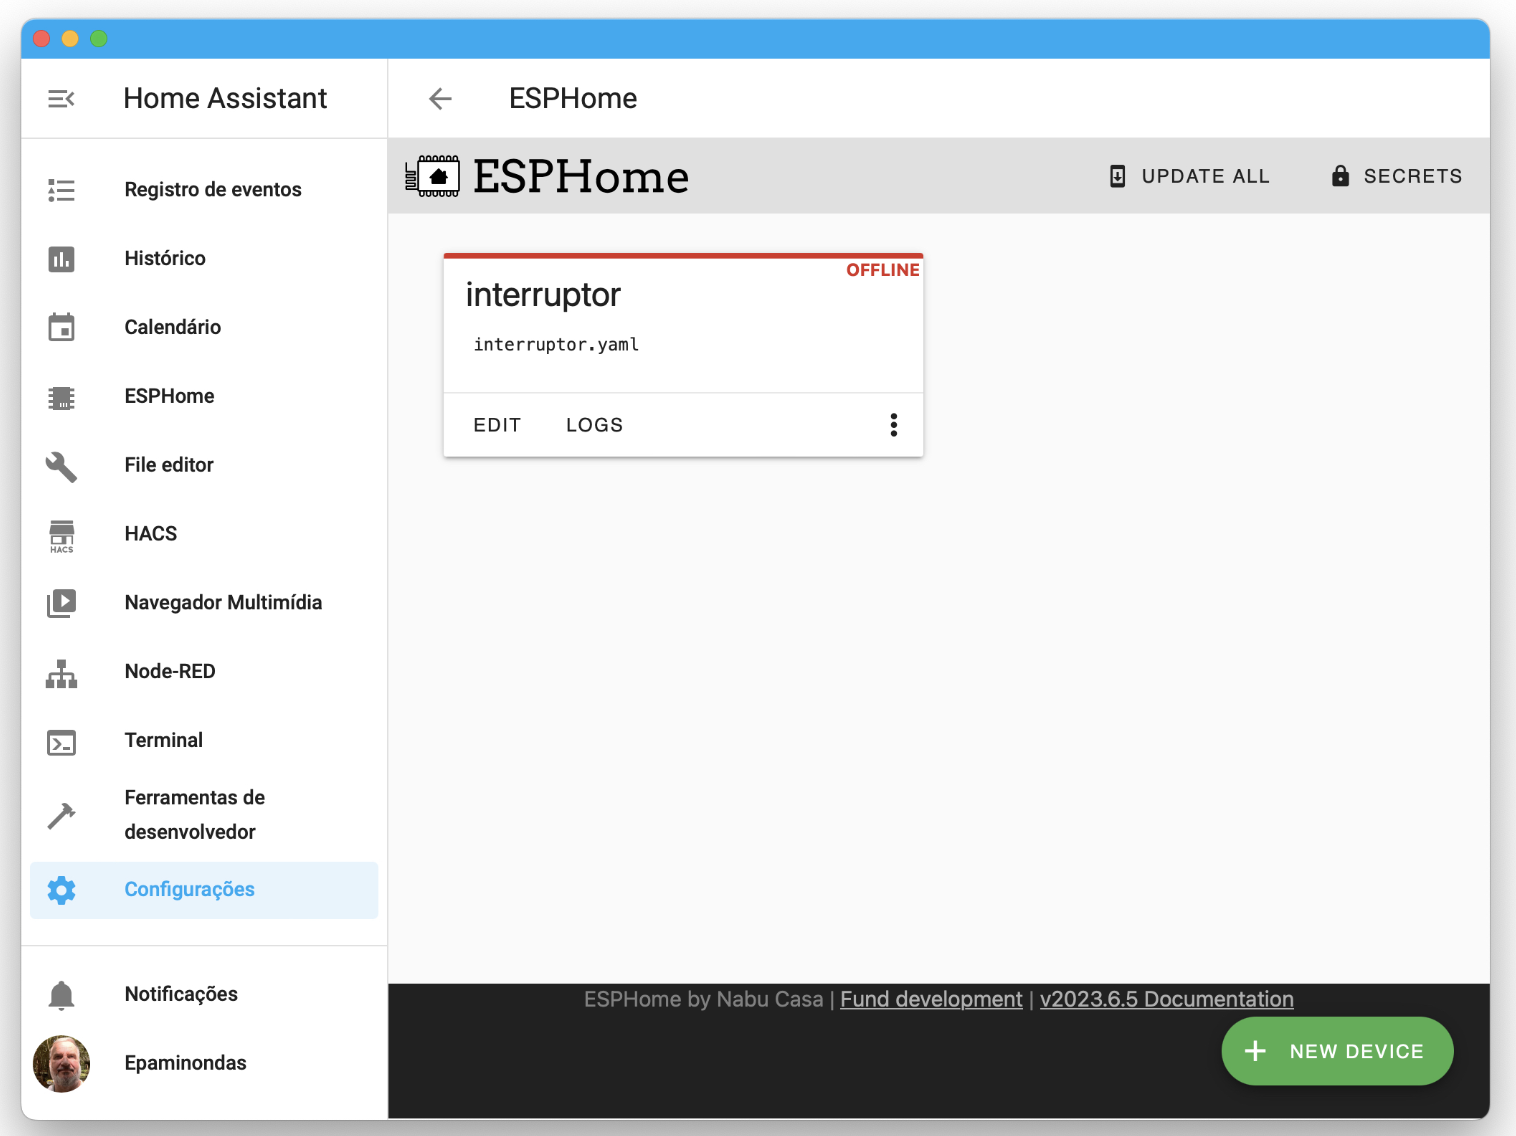 Home Assistant
ESPHome
Registro de eventos
Histórico
Calendário
ESPHome
File editor
HACS
HACS
Navegador Multimídia
Node-RED
Terminal
Ferramentas de
desenvolvedor
Configurações
Notificações
Epaminondas
ESPHome
UPDATE ALL
SECRETS
OFFLINE
interruptor
interruptor.yaml
EDIT
LOGS
ESPHome by Nabu Casa | Fund development | v2023.6.5 Documentation
NEW DEVICE